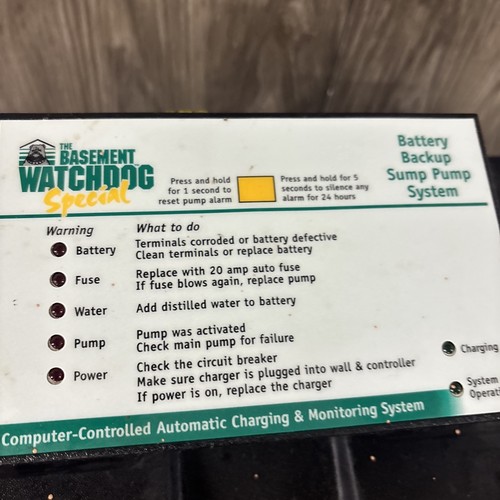 THE
BASEMENT
WATCHDOG
Special
Press and hold
for 1 second to
reset pump alarm
Press and hold for 5
seconds to silence any
alarm for 24 hours
Battery
Backup
Sump Pump
System
Warning What to do
Battery Terminals corroded or battery defective
Clean terminals or replace battery
Fuse Replace with 20 amp auto fuse
If fuse blows again, replace pump
Water Add distilled water to battery
Pump Pump was activated
Check main pump for failure
Power Check the circuit breaker
Make sure charger is plugged into wall & controller
If power is on, replace the charger
Charging
System
Operati
Computer-Controlled Automatic Charging & Monitoring System